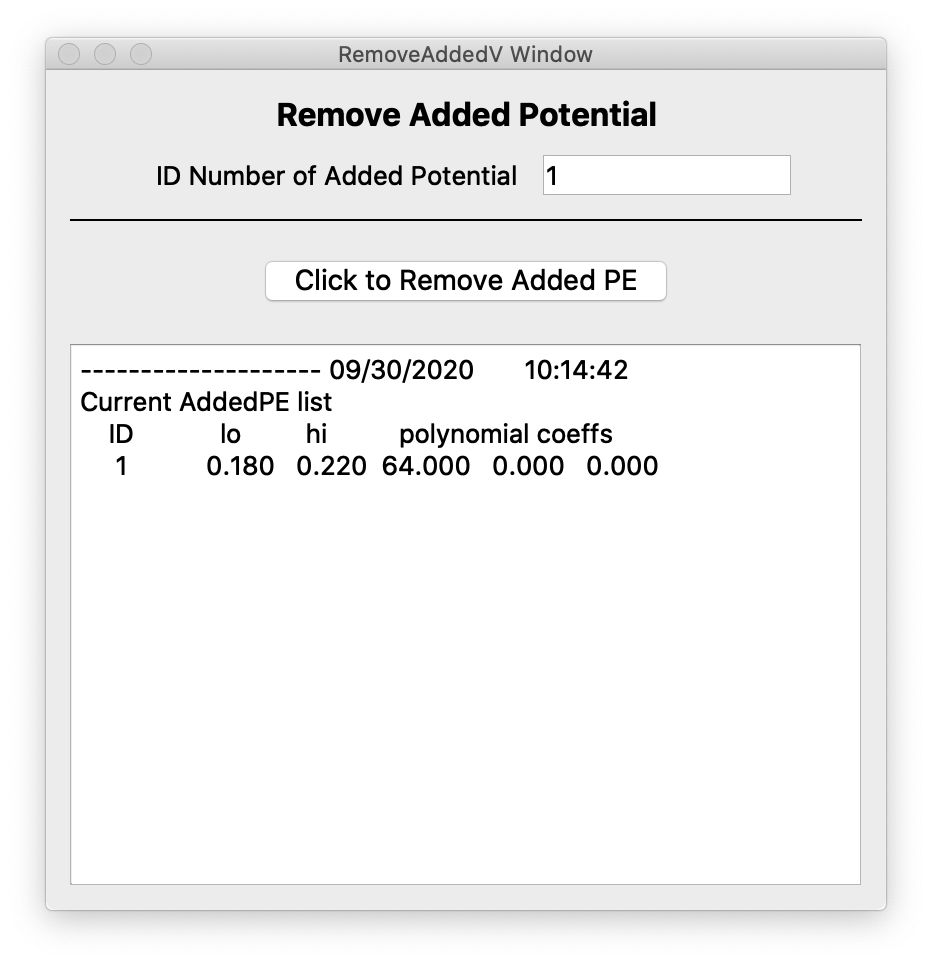 RemoveAddedV Window
Remove Added Potential
ID Number of Added Potential 1
Click to Remove Added PE
-------------------- 09/30/2020 10:14:42
Current AddedPE list
ID lo hi polynomial coeffs
1 0.180 0.220 64.000 0.000 0.000